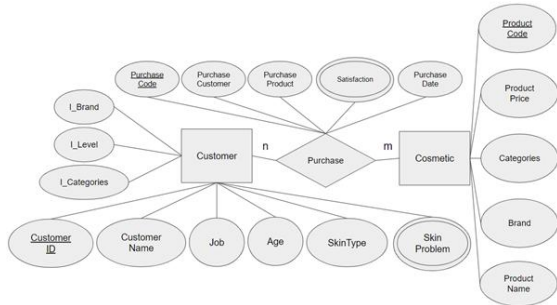 Product
Code
Purchase
Code
Purchase
Customer
Purchase
Product
Satisfaction
Purchase
Date
I_Brand
Product
Price
I_Level
n
m
Customer
Purchase
Cosmetic
Categories
I_Categories
Brand
Customer
ID
Customer
Name
Job
Age
SkinType
Skin
Problem
Product
Name